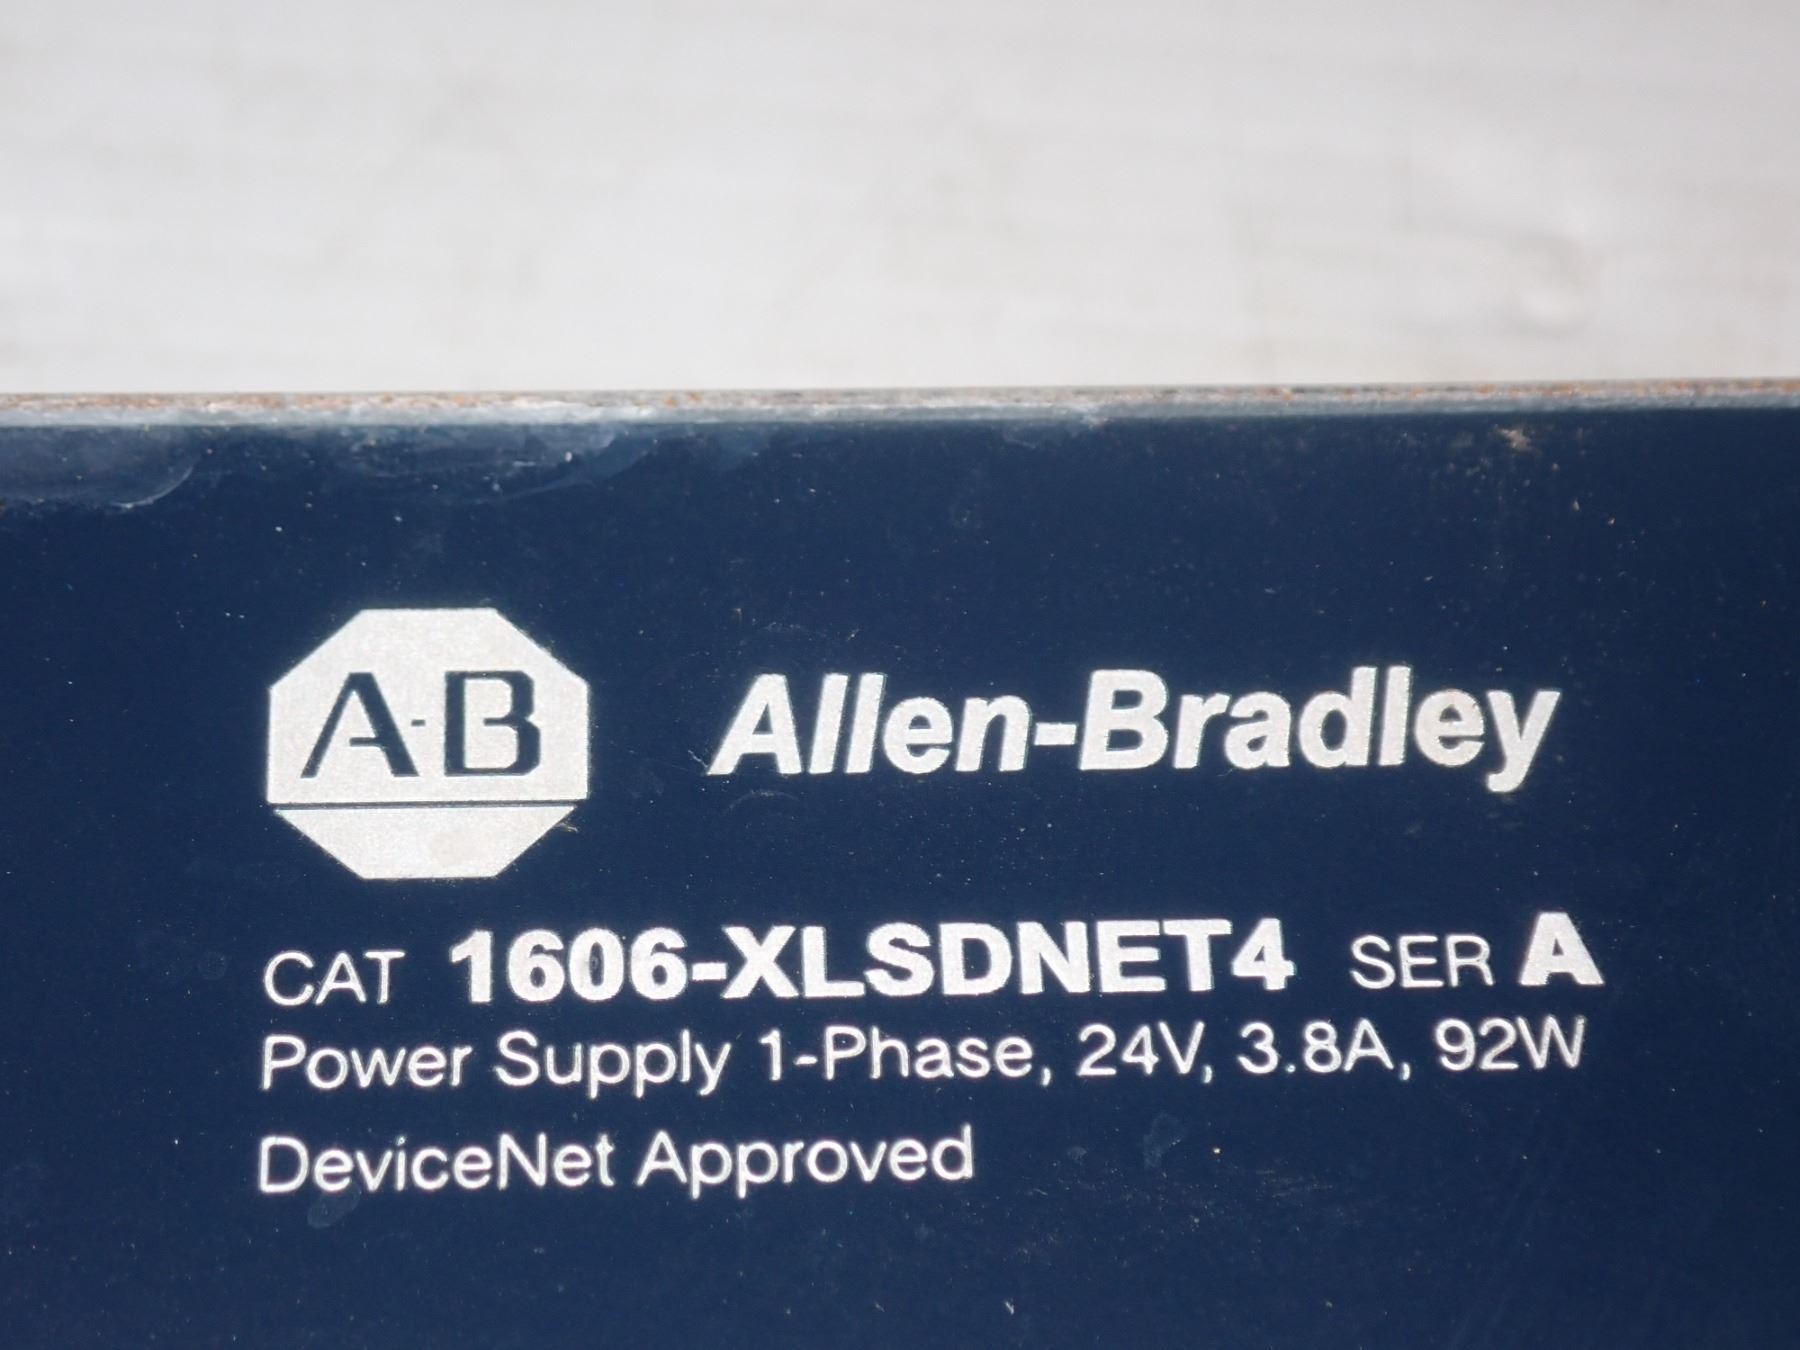 A-B Allen-Bradley
CAT 1606-XLSDNET4 SER A
Power Supply 1-Phase, 24V, 3.8A, 92W
DeviceNet Approved